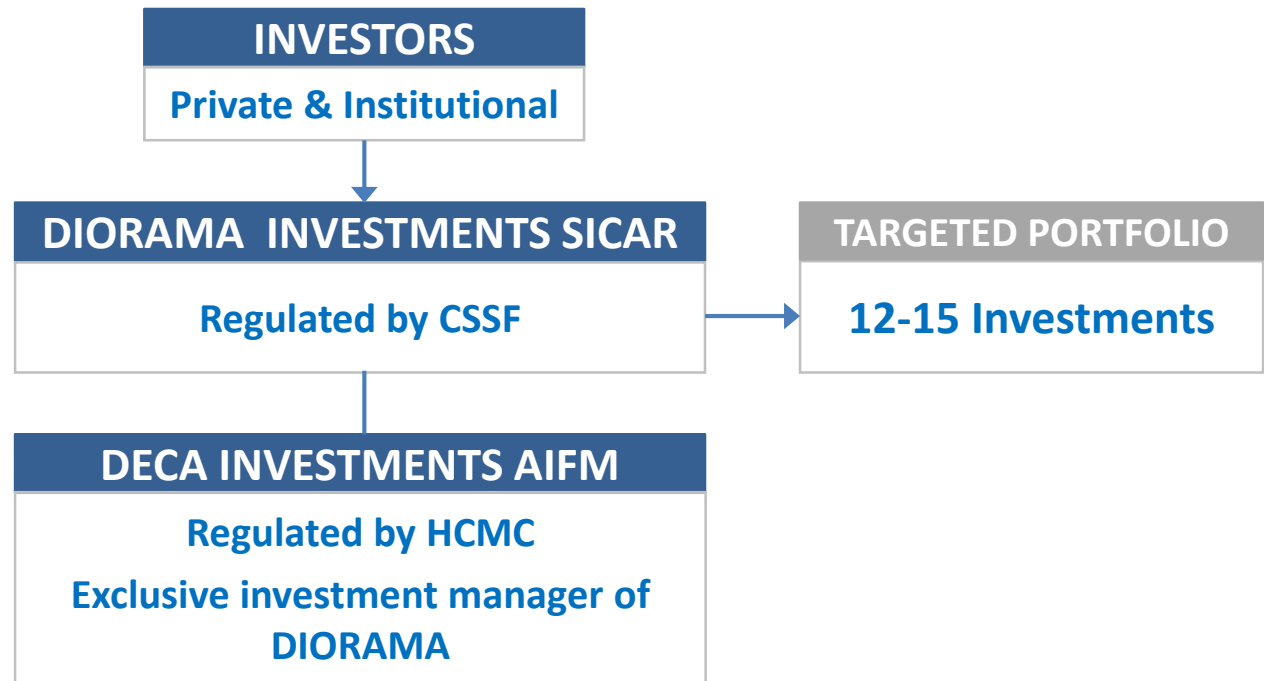 INVESTORS
Private & Institutional
DIORAMA INVESTMENTS SICAR
Regulated by CSSF
TARGETED PORTFOLIO
12-15 Investments
DECA INVESTMENTS AIFM
Regulated by HCMC
Exclusive investment manager of
DIORAMA